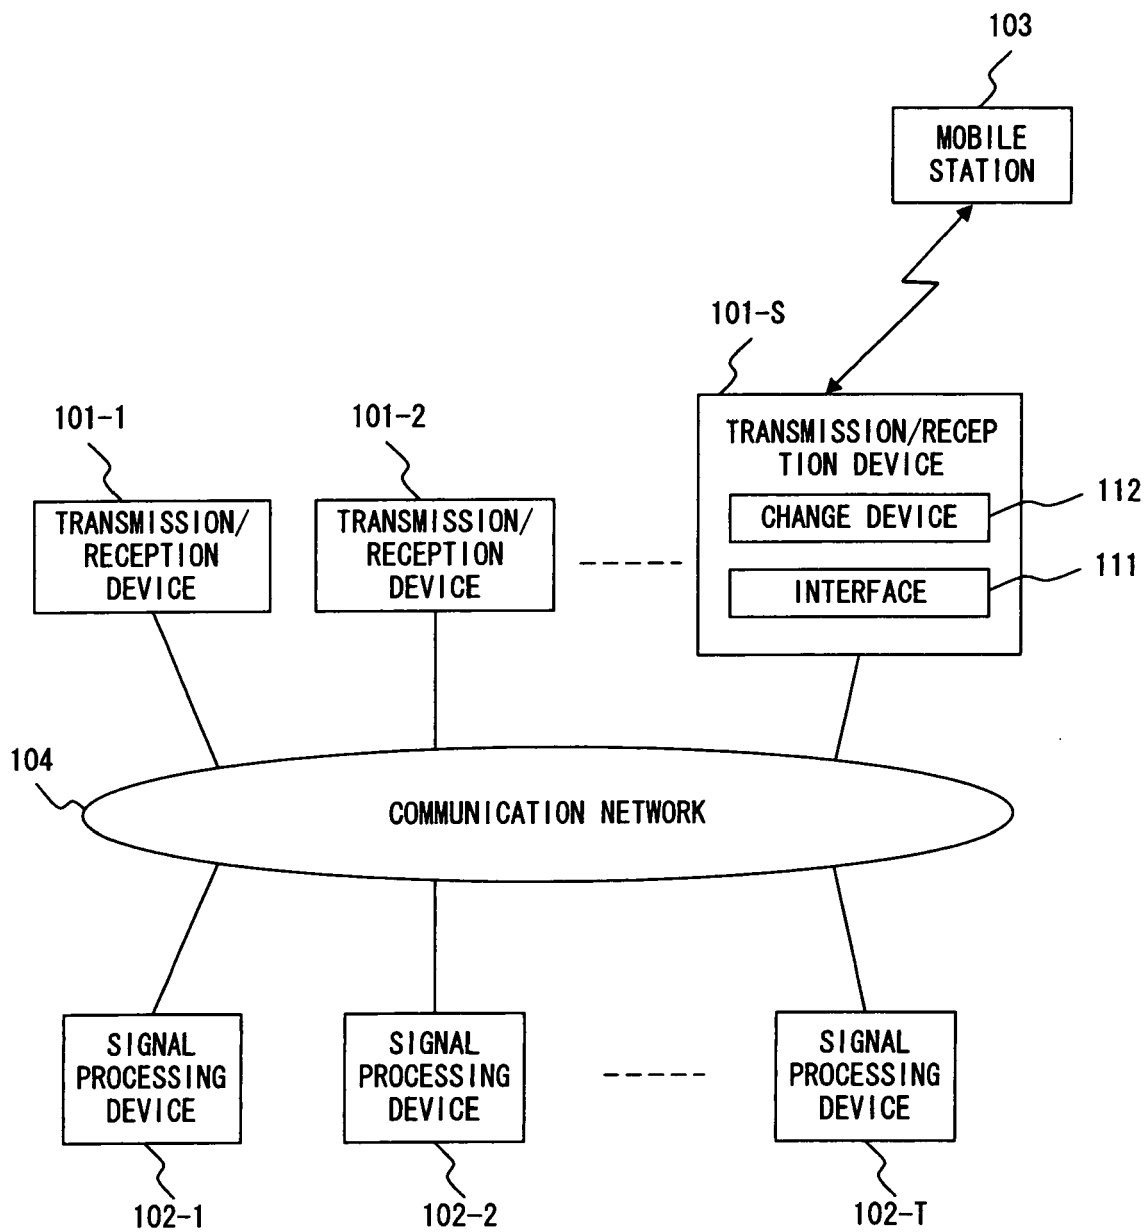 103
MOBILE
STATION
101-S
101-1
101-2
TRANSMISSION/RECEP
TION DEVICE
112
CHANGE DEVICE
TRANSMISSION/
RECEPTION
DEVICE
TRANSMISSION/
RECEPTION
DEVICE
111
INTERFACE
104
COMMUNICATION NETWORK
SIGNAL
PROCESSING
DEVICE
SIGNAL
PROCESSING
DEVICE
SIGNAL
PROCESSING
DEVICE
102-1
102-2
102-T